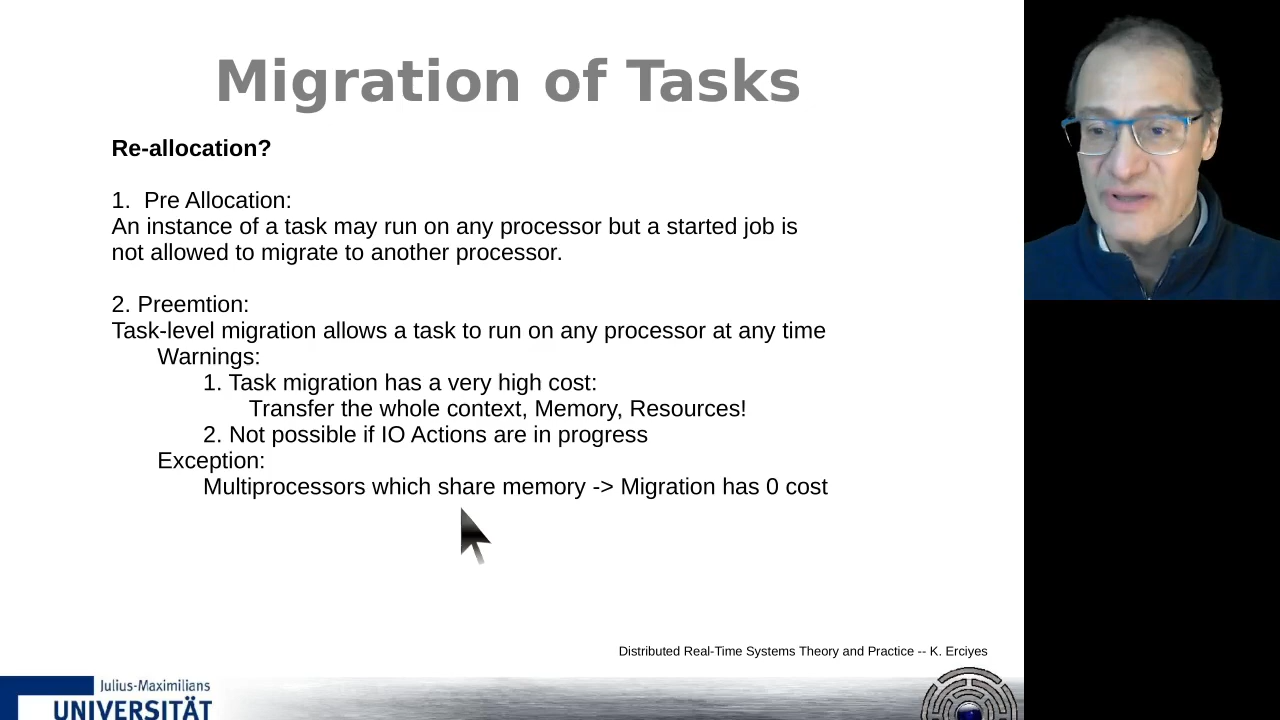 Migration of Tasks
Re-allocation?
1. Pre Allocation:
An instance of a task may run on any processor but a started job is
not allowed to migrate to another processor.
2. Preemtion:
Task-level migration allows a task to run on any processor at any time
Warnings:
1. Task migration has a very high cost:
Transfer the whole context, Memory, Resources!
2. Not possible if IO Actions are in progress
Exception:
Multiprocessors which share memory -> Migration has 0 cost
Distributed Real-Time Systems Theory and Practice -- K. Erciyes
Julius-Maximilians
UNIVERSITÄT